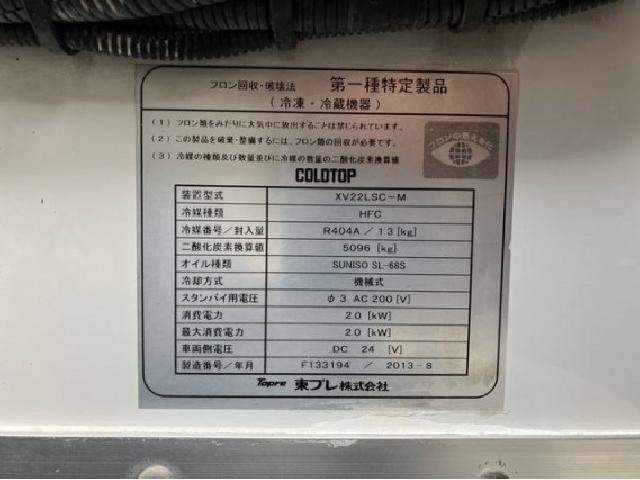 フロン回収・破壊法 第一種特定製品
(冷凍・冷蔵機器)
(1) フロン類をみだりに大気中に放出することは禁じられています。
(2) この製品を廃棄・整備するには、フロン類の回収が必要です。
(3) 冷媒の種類及び数量並びに冷媒の数量の二酸化炭素換算値
フロンの見える化
COLDTOP
装置型式 XV22LSC-M
冷媒種類 HFC
冷媒番号/封入量 R404A / 1.3 [kg]
二酸化炭素換算値 5096 [kg]
オイル種類 SUNISO SL-68S
冷却方式 機械式
スタンバイ用電圧 φ3 AC 200 [V]
消費電力 2.0 [kW]
最大消費電力 2.0 [kW]
車両側電圧 DC 24 [V]
製造番号/年月 F133194 / 2013-8
Topre 東プレ株式会社